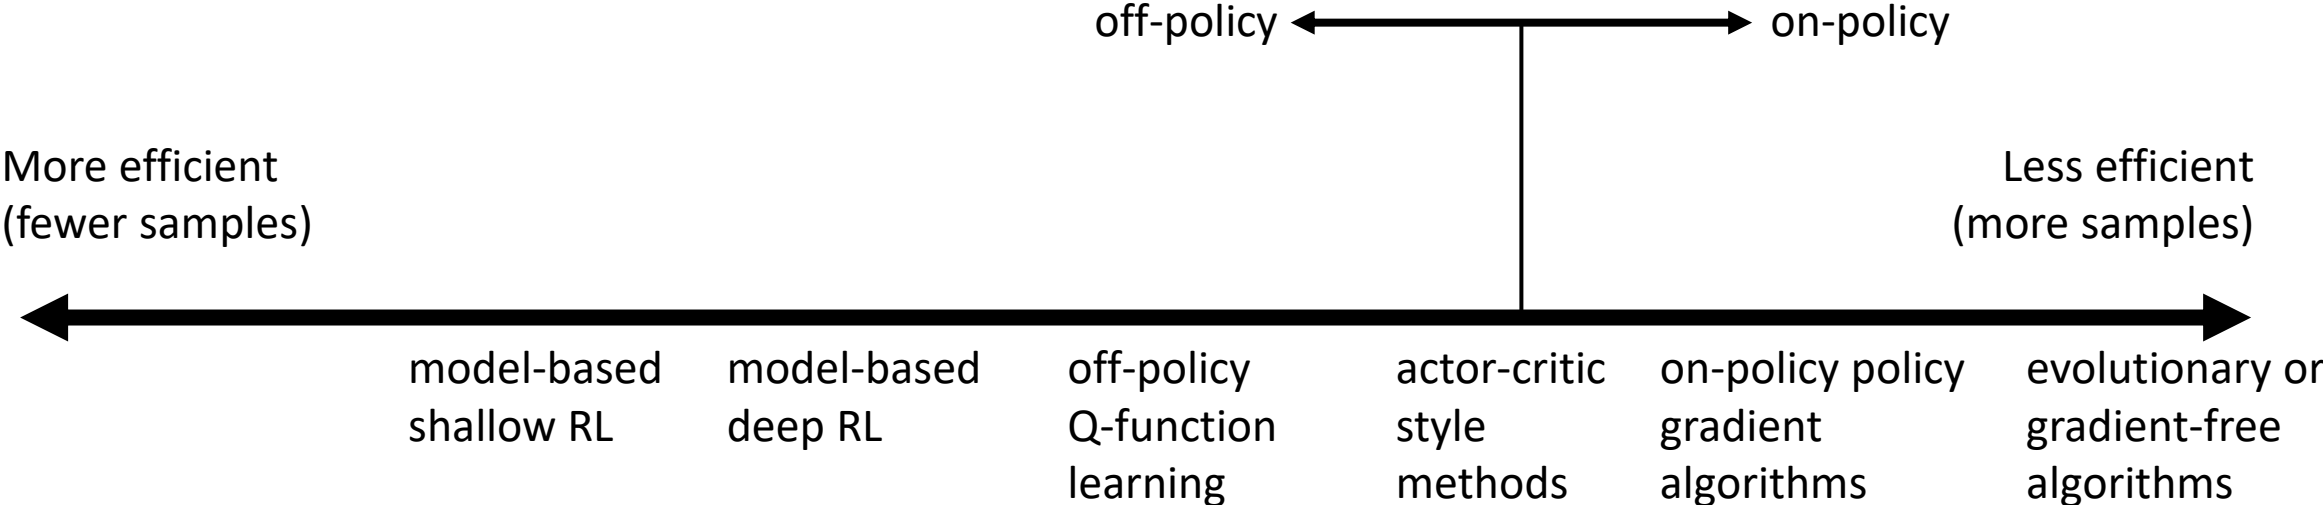 off-policy on-policy
More efficient
(fewer samples)
Less efficient
(more samples)
model-based
shallow RL
model-based
deep RL
off-policy
Q-function
learning
actor-critic
style
methods
on-policy policy
gradient
algorithms
evolutionary or
gradient-free
algorithms